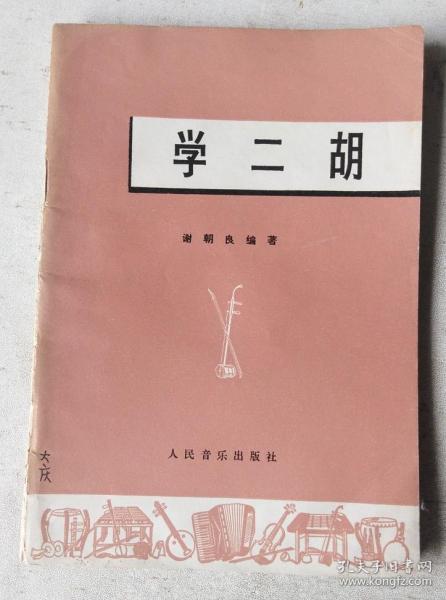 学二胡
谢朝良编著
人民音乐出版社
大庆
孔夫子旧书网
www.kongfz.com